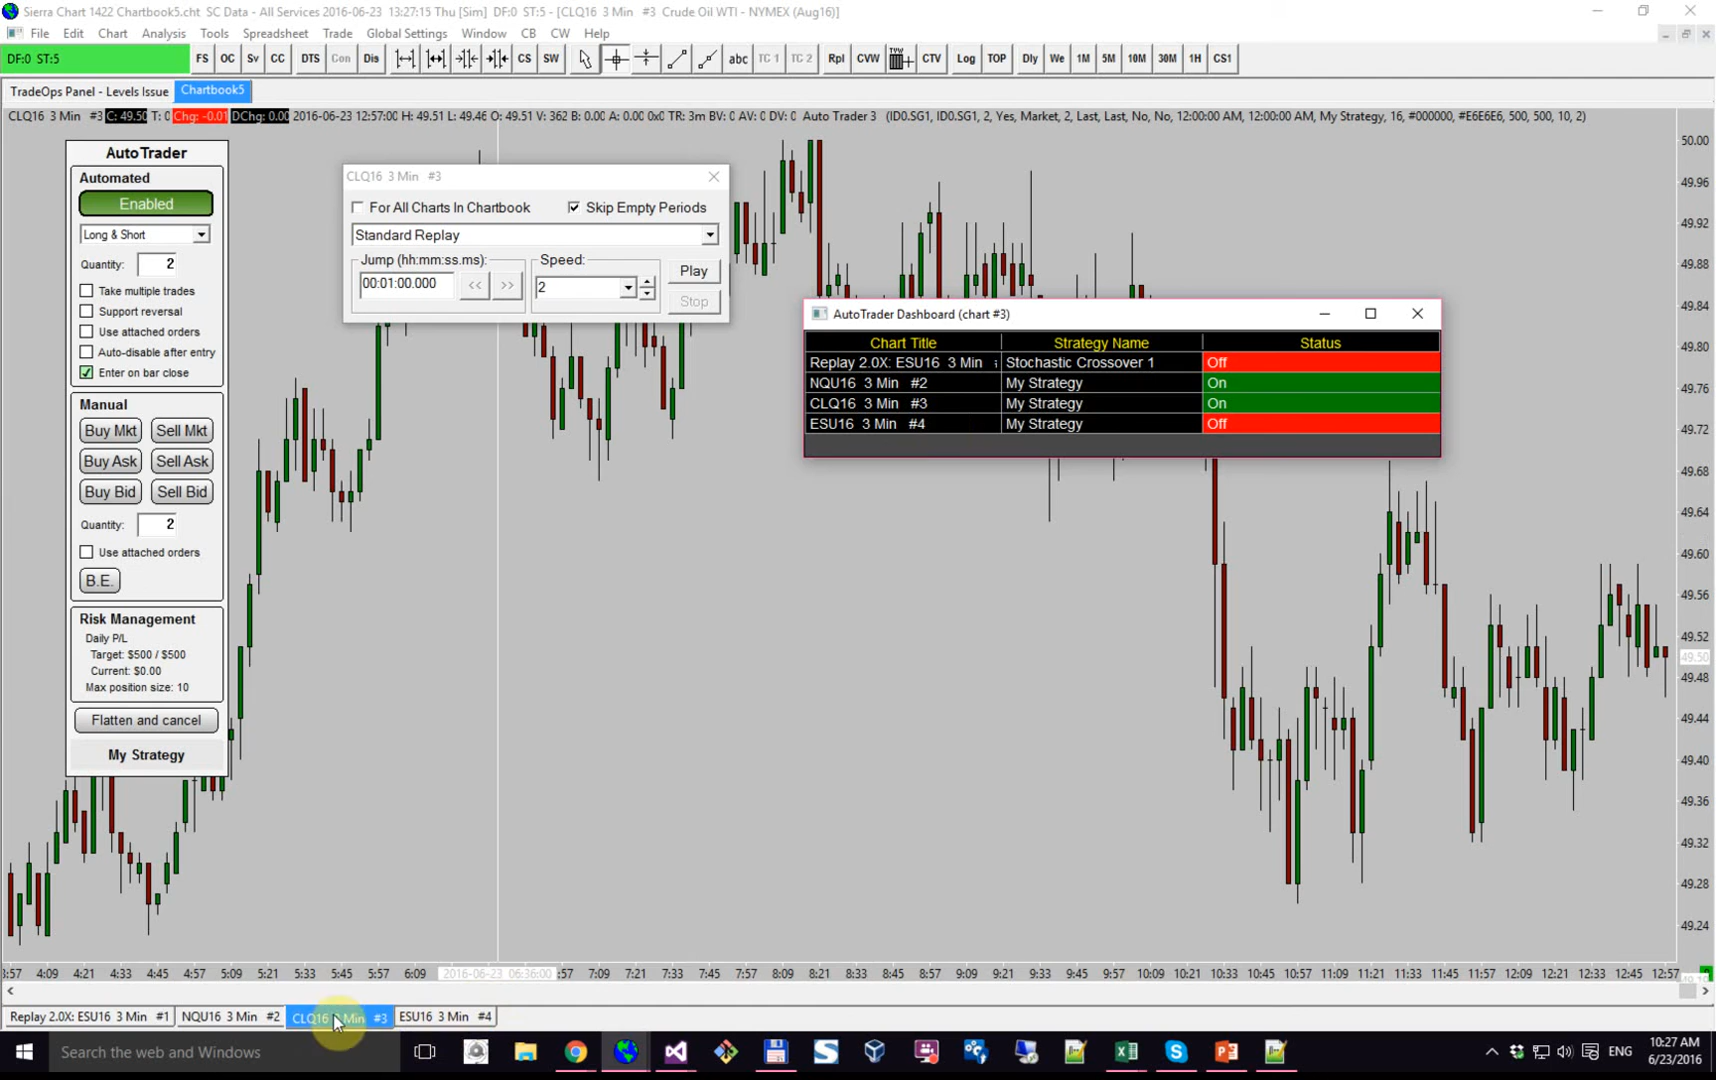 Sierra Chart 1422 Chartbook5.cht SC Data - All Services 2016-06-23 13:27:15 Thu [Sim] DF:0 ST:5 - [CLQ16 3 Min #3 Crude Oil WTI - NYMEX (Aug16)]
File Edit Chart Analysis Tools Spreadsheet Trade Global Settings Window CB CW Help
DF:0 ST:5
FS OC Sv CC DTS Con Dis CS SW abc TC 1 TC 2 Rpl CVW TVW CTV Log TOP Dly We 1M 5M 10M 30M 1H CS1
TradeOps Panel - Levels Issue
Chartbook5
CLQ16 3 Min #3 C: 49.50 T: 0 Chg: -0.01 DChg: 0.00 2016-06-23 12:57:00 H: 49.51 L: 49.46 O: 49.51 V: 362 B: 0.00 A: 0.00 0x0 TR: 3m BV: 0 AV: 0 DV: 0 Auto Trader 3 (ID0.SG1, ID0.SG1, 2, Yes, Market, 2, Last, Last, No, No, 12:00:00 AM, 12:00:00 AM, My Strategy, 16, #000000, #E6E6E6, 500, 500, 10, 2)
AutoTrader
Automated
Enabled
Long & Short
Quantity: 2
Take multiple trades
Support reversal
Use attached orders
Auto-disable after entry
Enter on bar close
Manual
Buy Mkt Sell Mkt
Buy Ask Sell Ask
Buy Bid Sell Bid
Quantity: 2
Use attached orders
B.E.
Risk Management
Daily P/L
Target: $500 / $500
Current: $0.00
Max position size: 10
Flatten and cancel
My Strategy
CLQ16 3 Min #3
For All Charts In Chartbook Skip Empty Periods
Standard Replay
Jump (hh:mm:ss.ms): Speed:
00:01:00.000 << >> 2
Play
Stop
AutoTrader Dashboard (chart #3)
Chart Title Strategy Name Status
Replay 2.0X: ESU16 3 Min Stochastic Crossover 1 Off
NQU16 3 Min #2 My Strategy On
CLQ16 3 Min #3 My Strategy On
ESU16 3 Min #4 My Strategy Off
50.00
49.96
49.92
49.88
49.84
49.80
49.76
49.72
49.68
49.64
49.60
49.56
49.52
49.50
49.48
49.44
49.40
49.36
49.32
49.28
49.24
3:57 4:09 4:21 4:33 4:45 4:57 5:09 5:21 5:33 5:45 5:57 6:09 2016-06-23 06:36:00 :57 7:09 7:21 7:33 7:45 7:57 8:09 8:21 8:33 8:45 8:57 9:09 9:21 9:33 9:45 9:57 10:09 10:21 10:33 10:45 10:57 11:09 11:21 11:33 11:45 11:57 12:09 12:21 12:33 12:45 12:57
Replay 2.0X: ESU16 3 Min #1 NQU16 3 Min #2 CLQ16 3 Min #3 ESU16 3 Min #4
Search the web and Windows
ENG
10:27 AM
6/23/2016